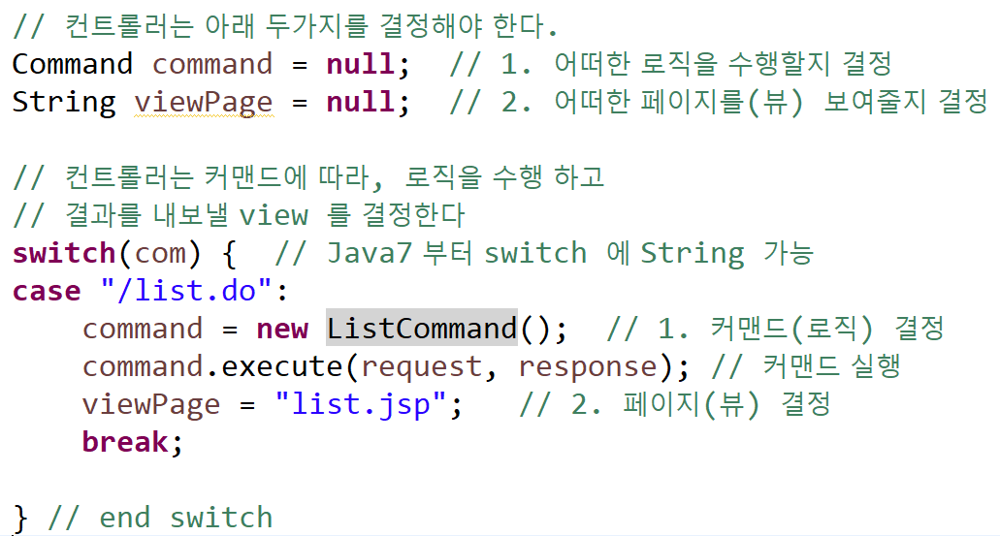 // 컨트롤러는 아래 두가지를 결정해야 한다.
Command command = null;  // 1. 어떠한 로직을 수행할지 결정
String viewPage = null;  // 2. 어떠한 페이지를(뷰) 보여줄지 결정
// 컨트롤러는 커맨드에 따라, 로직을 수행 하고
// 결과를 내보낼 view 를 결정한다
switch(com) {  // Java7 부터 switch 에 String 가능
case "/list.do":
    command = new ListCommand();  // 1. 커맨드(로직) 결정
    command.execute(request, response); // 커맨드 실행
    viewPage = "list.jsp";   // 2. 페이지(뷰) 결정
    break;
} // end switch